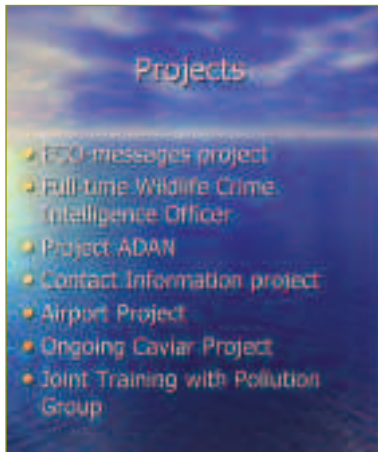 Projects
ECO-messages project
Full-time Wildlife Crime
Intelligence Officer
Project ADAN
Contact Information project
Airport Project
Ongoing Caviar Project
Joint Training with Pollution
Group